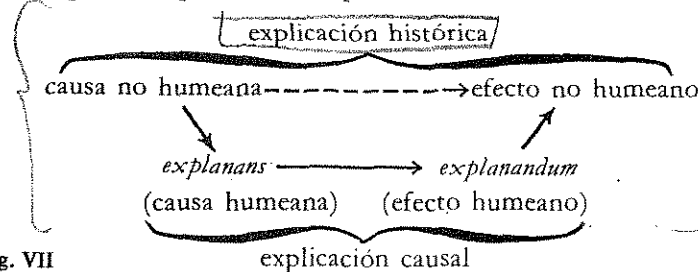 explicación histórica
causa no humeana efecto no humeano
explanans explanandum
(causa humeana) (efecto humeano)
g. VII explicación causal